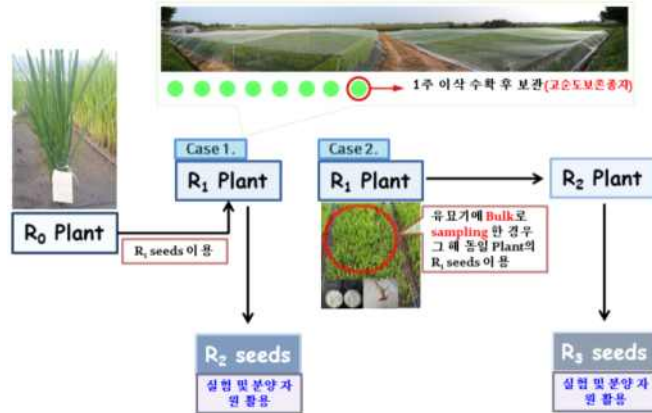 1주 이삭 수확 후 보관(고순도보존종자)
Case 1.
R₁ Plant
Case 2.
R₁ Plant
R₂ Plant
R₀ Plant
R₁ seeds 이용
유묘기에 Bulk로
sampling 한 경우
그 해 동일 Plant의
R₁ seeds 이용
R₂ seeds
실험 및 분양 자
원 활용
R₃ seeds
실험 및 분양 자
원 활용